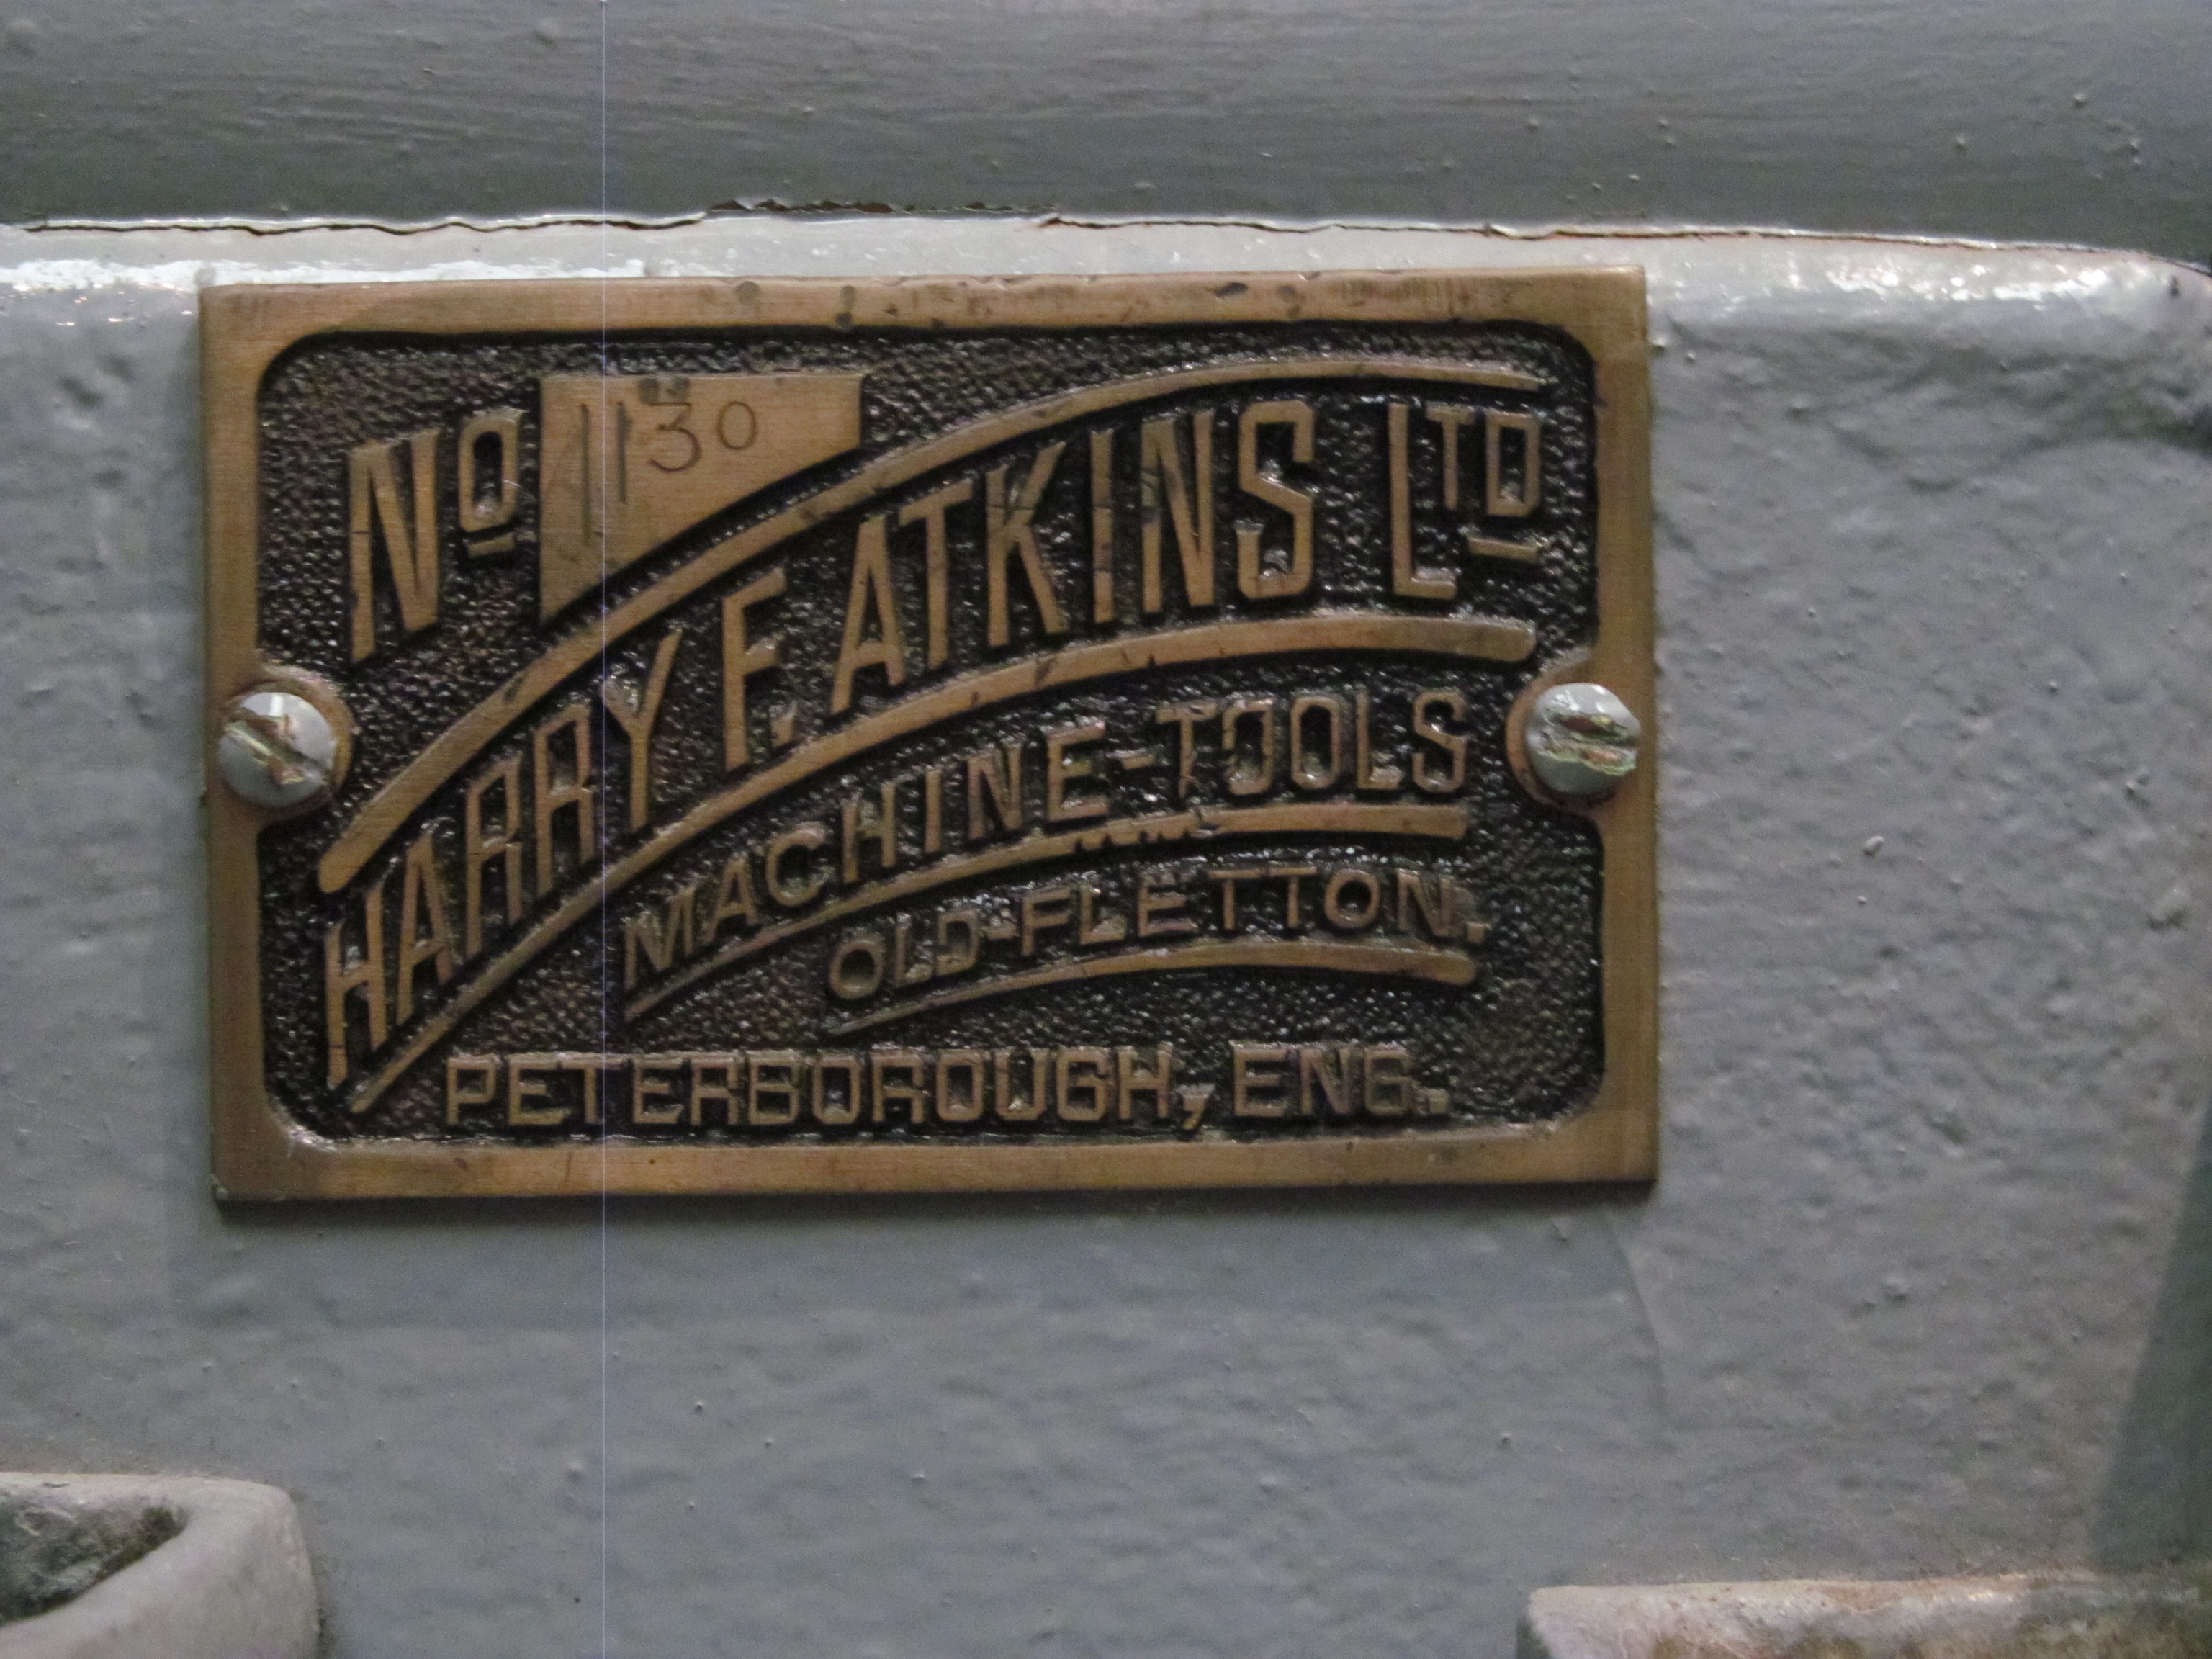 Nº 1130
HARRY F. ATKINS LTD
MACHINE-TOOLS
OLD-FLETTON.
PETERBOROUGH, ENG.